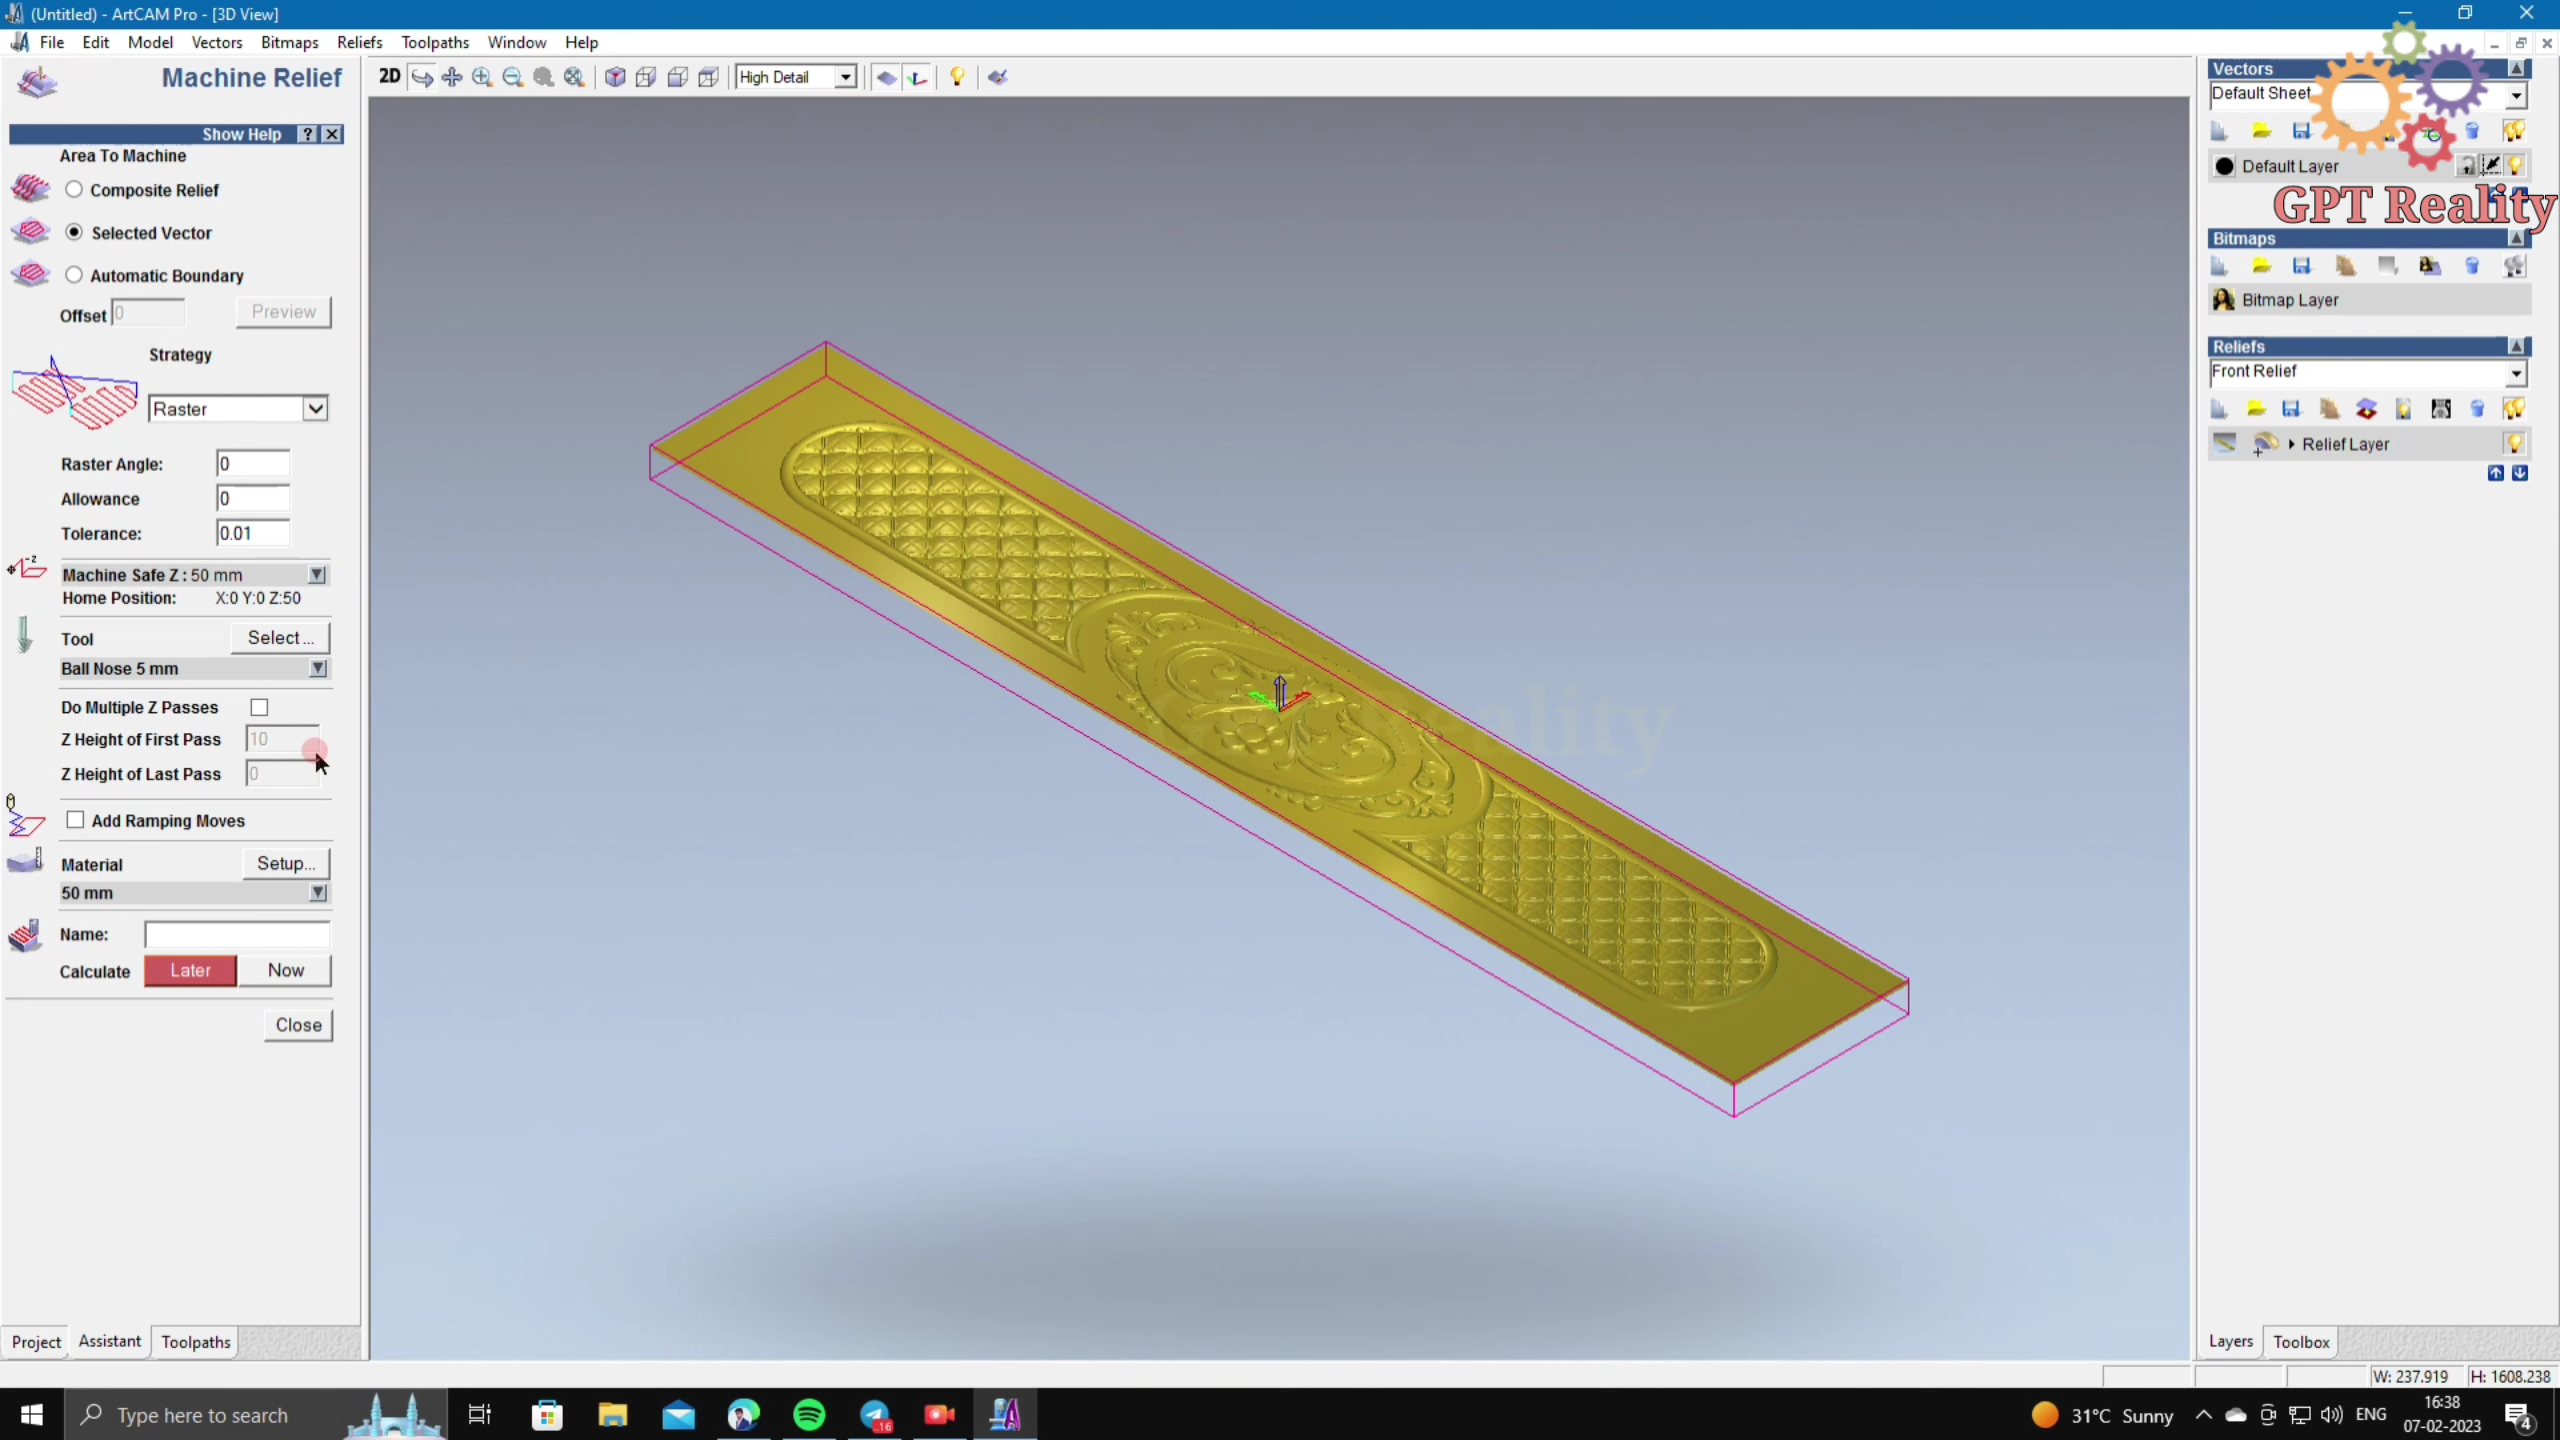 (Untitled) - ArtCAM Pro - [3D View]
File Edit Model Vectors Bitmaps Reliefs Toolpaths Window Help
Machine Relief
2D High Detail
Show Help ?
Area To Machine
Composite Relief
Selected Vector
Automatic Boundary
Offset 0 Preview
Strategy
Raster
Raster Angle: 0
Allowance 0
Tolerance: 0.01
-z
Machine Safe Z : 50 mm
Home Position: X:0 Y:0 Z:50
Tool Select ...
Ball Nose 5 mm
Do Multiple Z Passes
Z Height of First Pass 10
Z Height of Last Pass 0
Add Ramping Moves
Material Setup...
50 mm
Name:
Calculate Later Now
Close
Project Assistant Toolpaths
Reality
Vectors
Default Sheet
Default Layer
GPT Reality
Bitmaps
Bitmap Layer
Reliefs
Front Relief
Relief Layer
Layers Toolbox
W: 237.919 H: 1608.238
Type here to search
16
31°C Sunny
ENG
16:38
07-02-2023
4